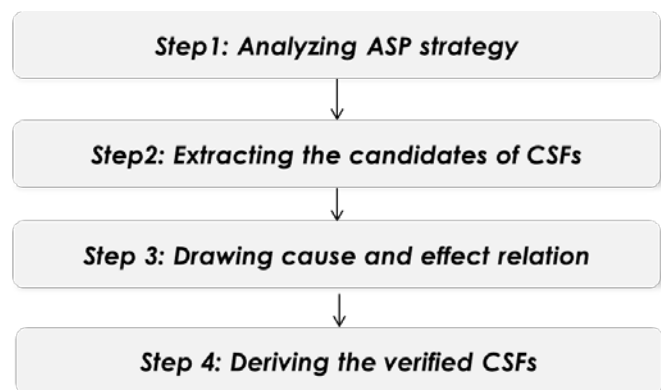 Step1: Analyzing ASP strategy
Step2: Extracting the candidates of CSFs
Step 3: Drawing cause and effect relation
Step 4: Deriving the verified CSFs